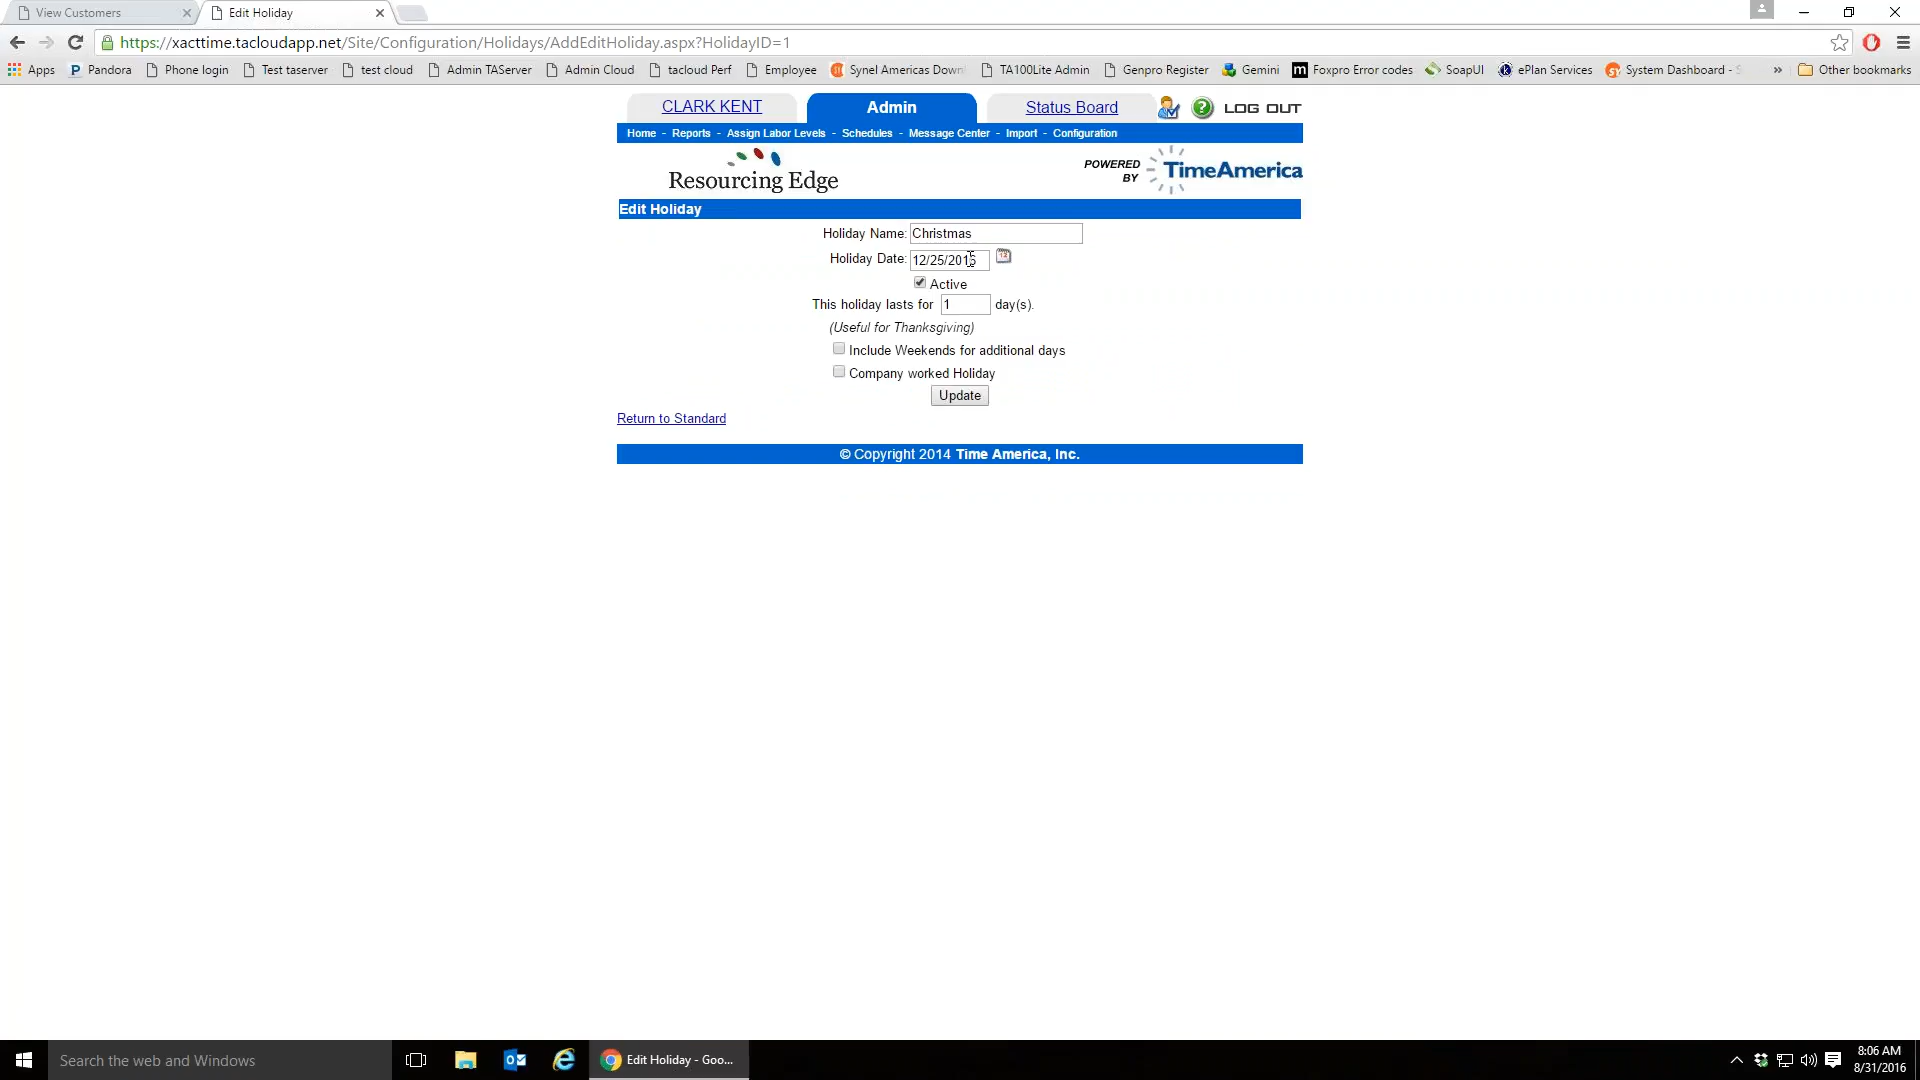 View Customers
Edit Holiday
https://xacttime.tacloudapp.net/Site/Configuration/Holidays/AddEditHoliday.aspx?HolidayID=1
Apps Pandora Phone login Test taserver test cloud Admin TAServer Admin Cloud tacloud Perf Employee Synel Americas Down TA100Lite Admin Genpro Register Gemini Foxpro Error codes SoapUI ePlan Services System Dashboard - S » Other bookmarks
CLARK KENT Admin Status Board LOG OUT
Home - Reports - Assign Labor Levels - Schedules - Message Center - Import - Configuration
Resourcing Edge
POWERED BY TimeAmerica
Edit Holiday
Holiday Name: Christmas
Holiday Date: 12/25/201
Active
This holiday lasts for 1 day(s).
(Useful for Thanksgiving)
Include Weekends for additional days
Company worked Holiday
Update
Return to Standard
© Copyright 2014 Time America, Inc.
Search the web and Windows
Edit Holiday - Goo...
8:06 AM
8/31/2016